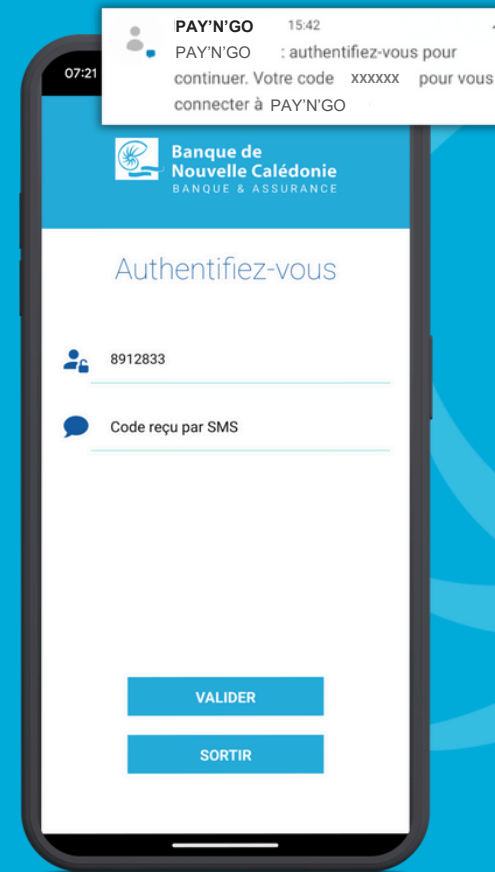 PAY'N'GO 15:42
PAY'N'GO : authentifiez-vous pour
continuer. Votre code xxxxxx pour vous
connecter à PAY'N'GO
07:21
Banque de
Nouvelle Calédonie
BANQUE & ASSURANCE
Authentifiez-vous
8912833
Code reçu par SMS
VALIDER
SORTIR